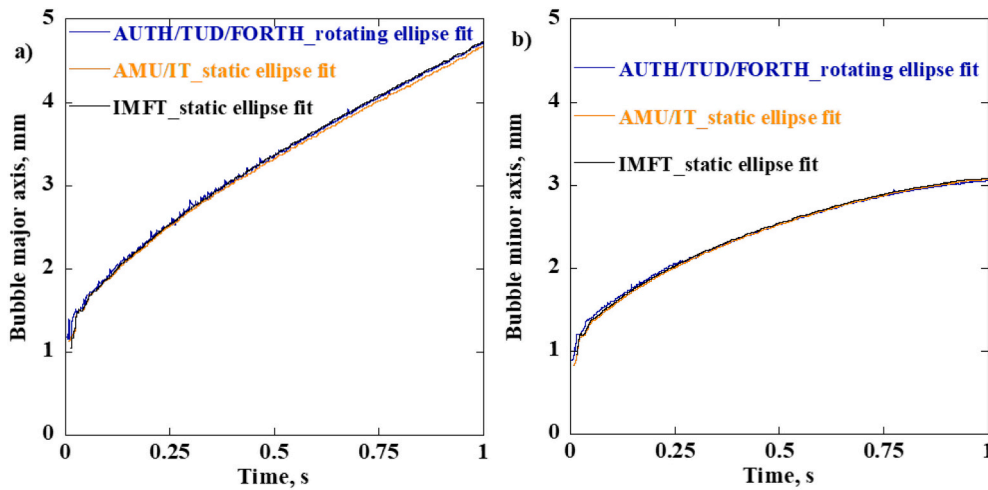 a)
AUTH/TUD/FORTH_rotating ellipse fit
AMU/IT_static ellipse fit
IMFT_static ellipse fit
Bubble major axis, mm
5
4
3
2
1
0
0
0.25
0.5
0.75
1
Time, s
b)
AUTH/TUD/FORTH_rotating ellipse fit
AMU/IT_static ellipse fit
IMFT_static ellipse fit
Bubble minor axis, mm
5
4
3
2
1
0
0
0.25
0.5
0.75
1
Time, s